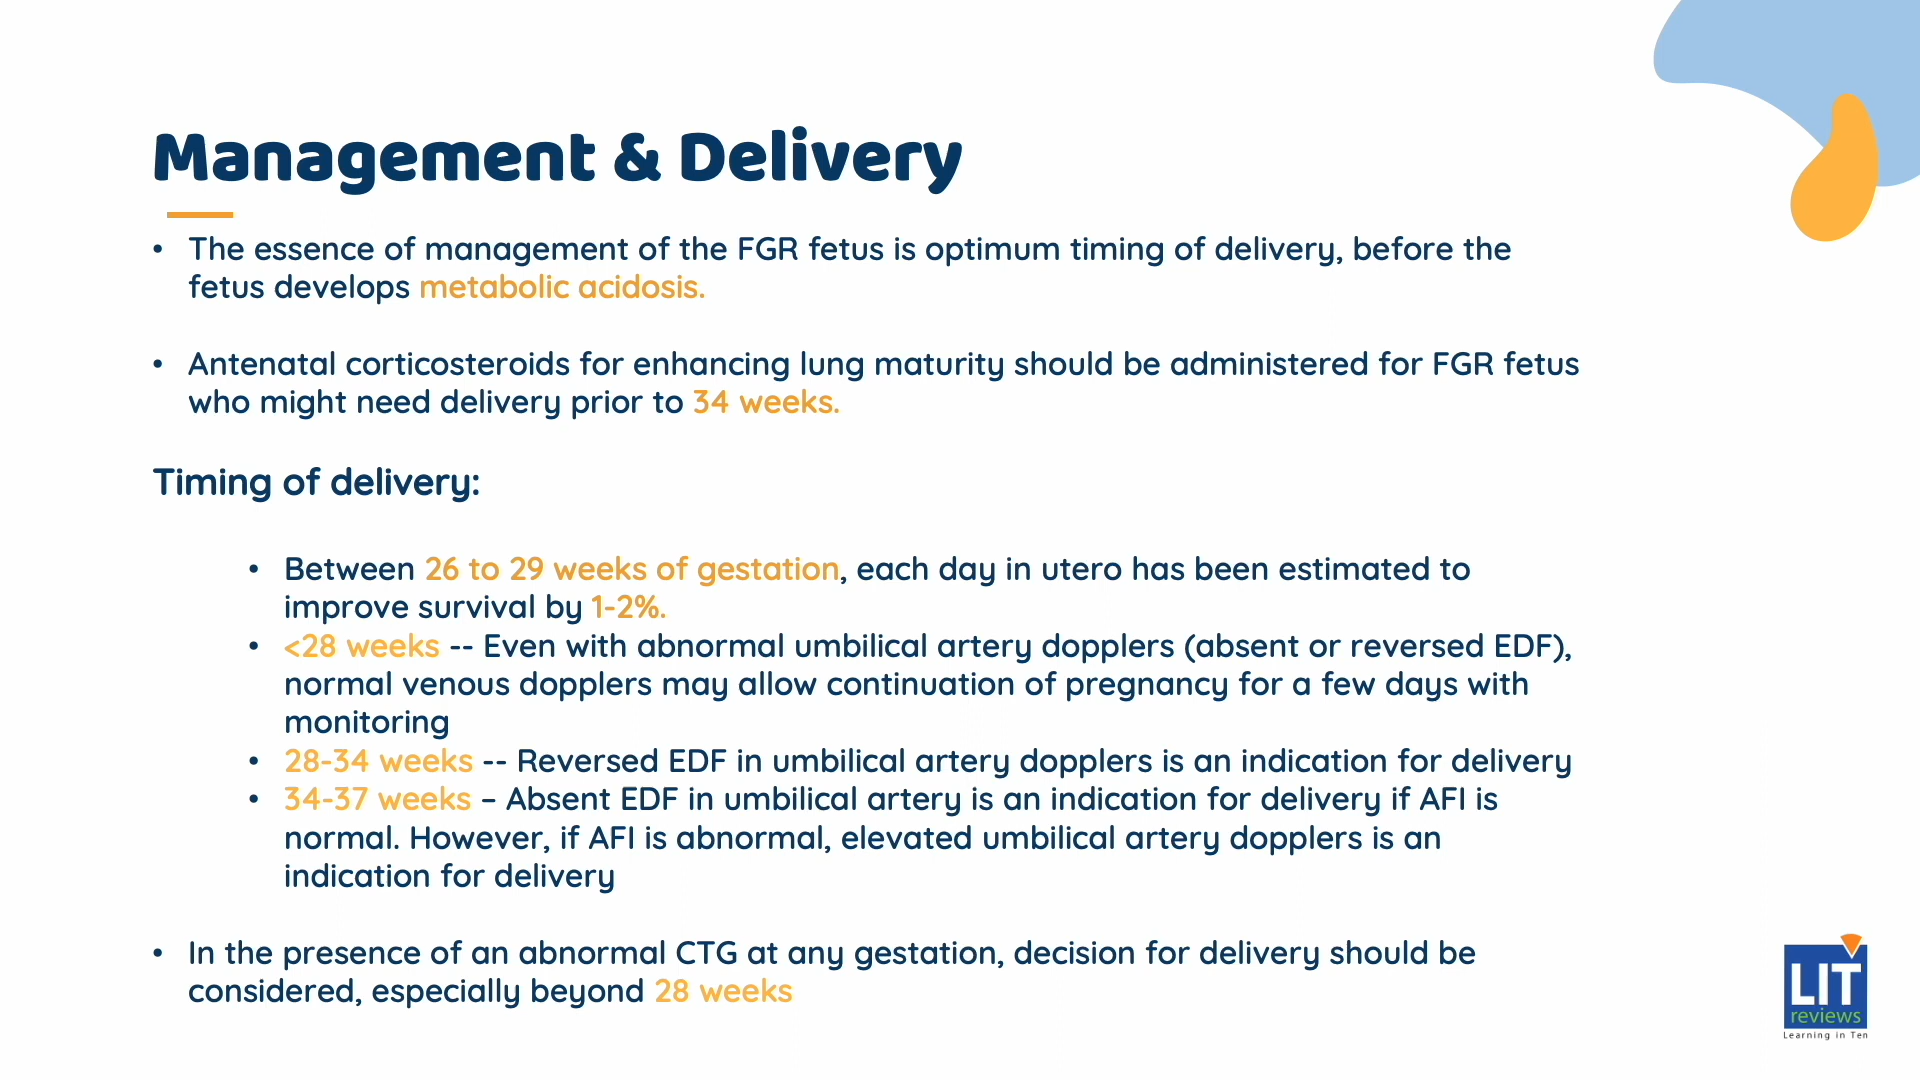 Management & Delivery
• The essence of management of the FGR fetus is optimum timing of delivery, before the
fetus develops metabolic acidosis.
• Antenatal corticosteroids for enhancing lung maturity should be administered for FGR fetus
who might need delivery prior to 34 weeks.
Timing of delivery:
• Between 26 to 29 weeks of gestation, each day in utero has been estimated to
improve survival by 1-2%.
• <28 weeks -- Even with abnormal umbilical artery dopplers (absent or reversed EDF),
normal venous dopplers may allow continuation of pregnancy for a few days with
monitoring
• 28-34 weeks -- Reversed EDF in umbilical artery dopplers is an indication for delivery
• 34-37 weeks – Absent EDF in umbilical artery is an indication for delivery if AFI is
normal. However, if AFI is abnormal, elevated umbilical artery dopplers is an
indication for delivery
• In the presence of an abnormal CTG at any gestation, decision for delivery should be
considered, especially beyond 28 weeks
LIT
reviews
Learning in Ten